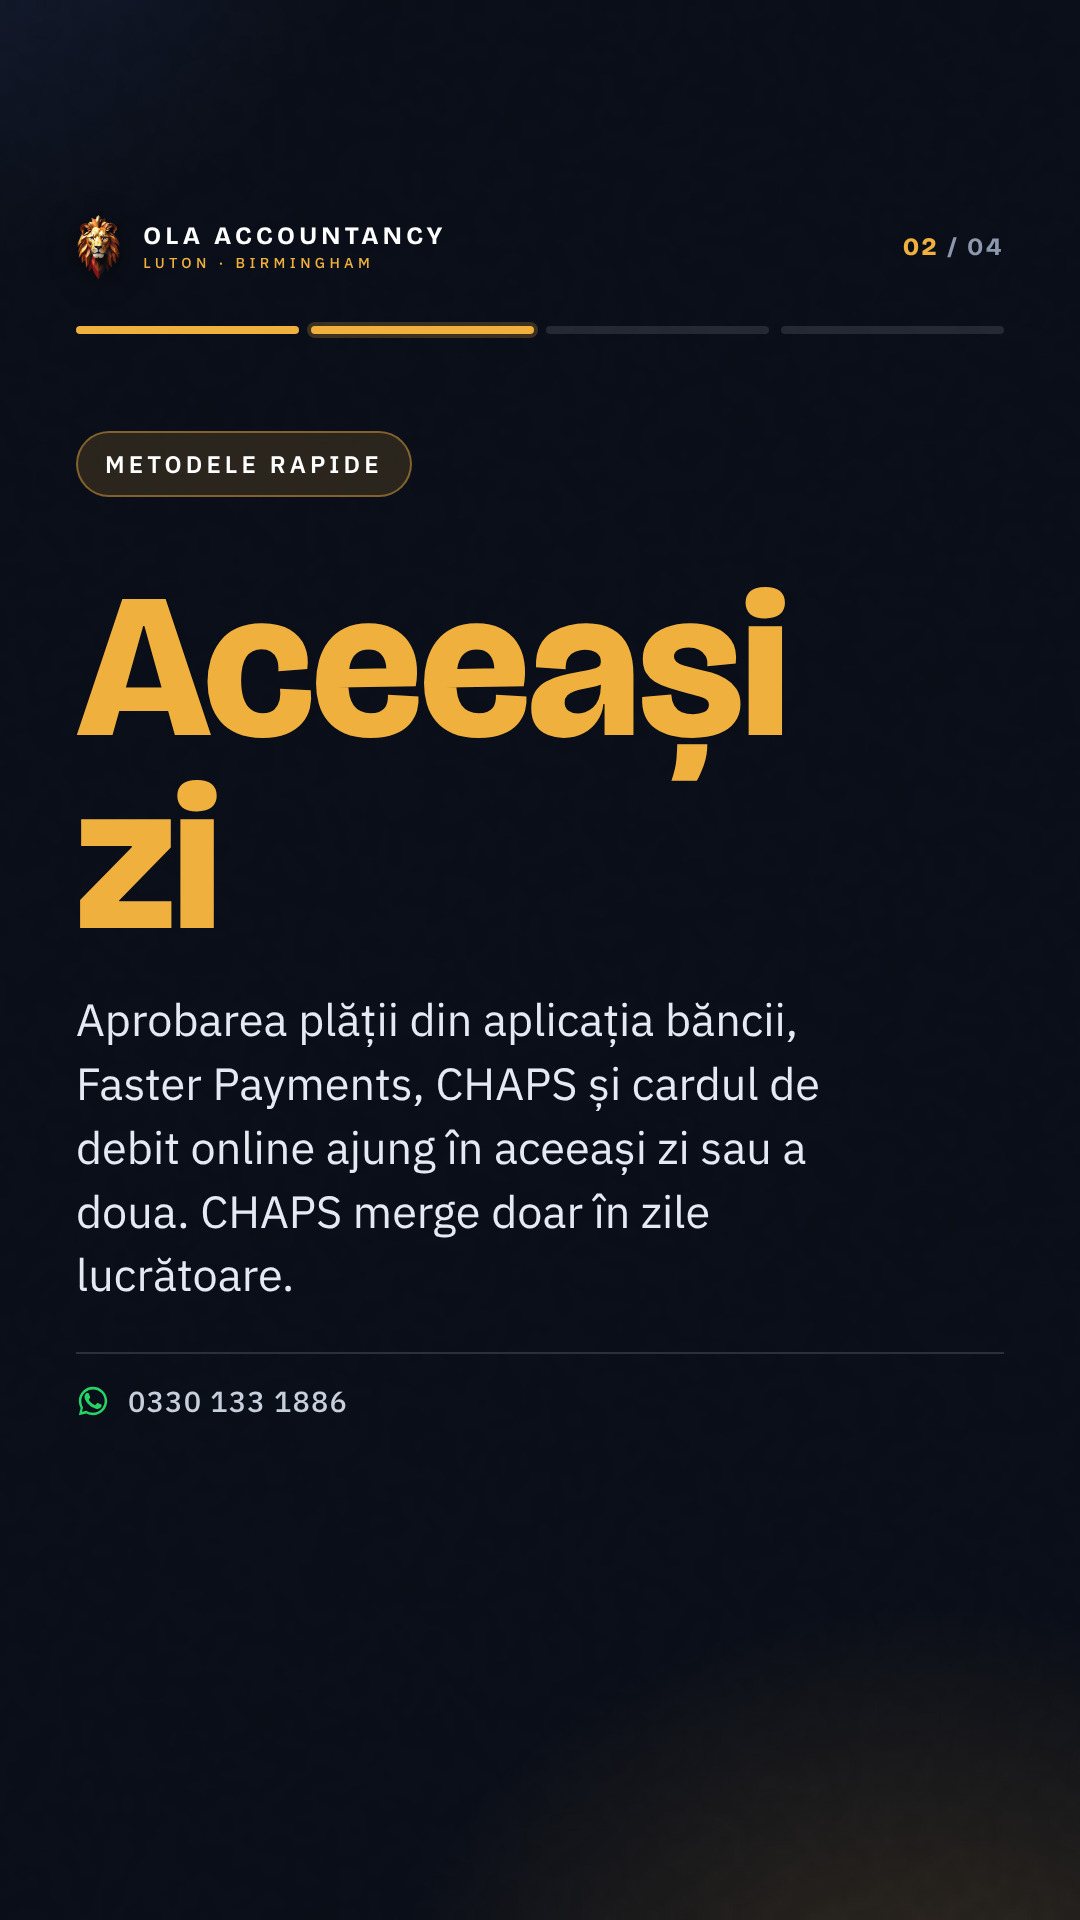 OLA ACCOUNTANCY
LUTON · BIRMINGHAM
02 / 04
METODELE RAPIDE
Aceeași
zi
Aprobarea plății din aplicația băncii,
Faster Payments, CHAPS și cardul de
debit online ajung în aceeași zi sau a
doua. CHAPS merge doar în zile
lucrătoare.
0330 133 1886